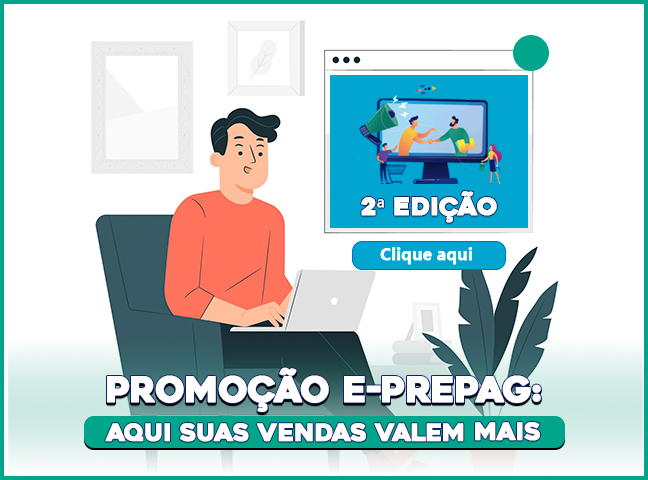 2ª EDIÇÃO
Clique aqui
PROMOÇÃO E-PREPAG:
AQUI SUAS VENDAS VALEM MAIS